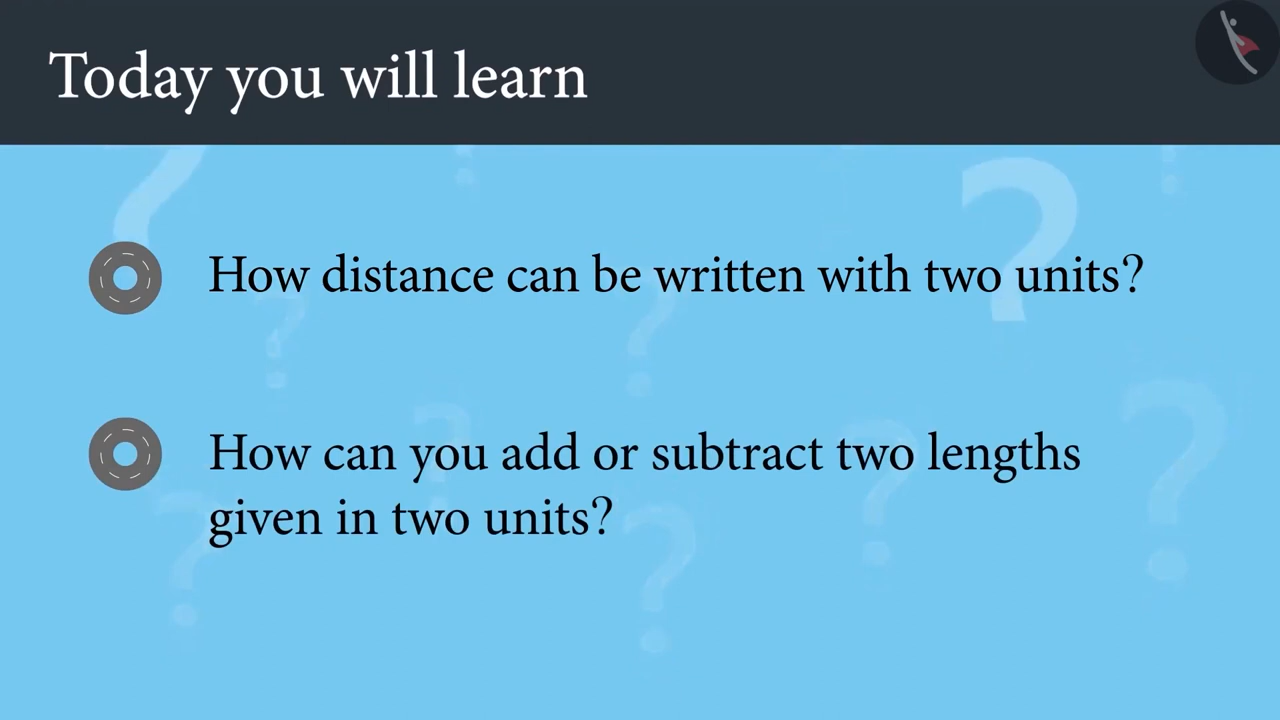 Today you will learn
How distance can be written with two units?
How can you add or subtract two lengths
given in two units?